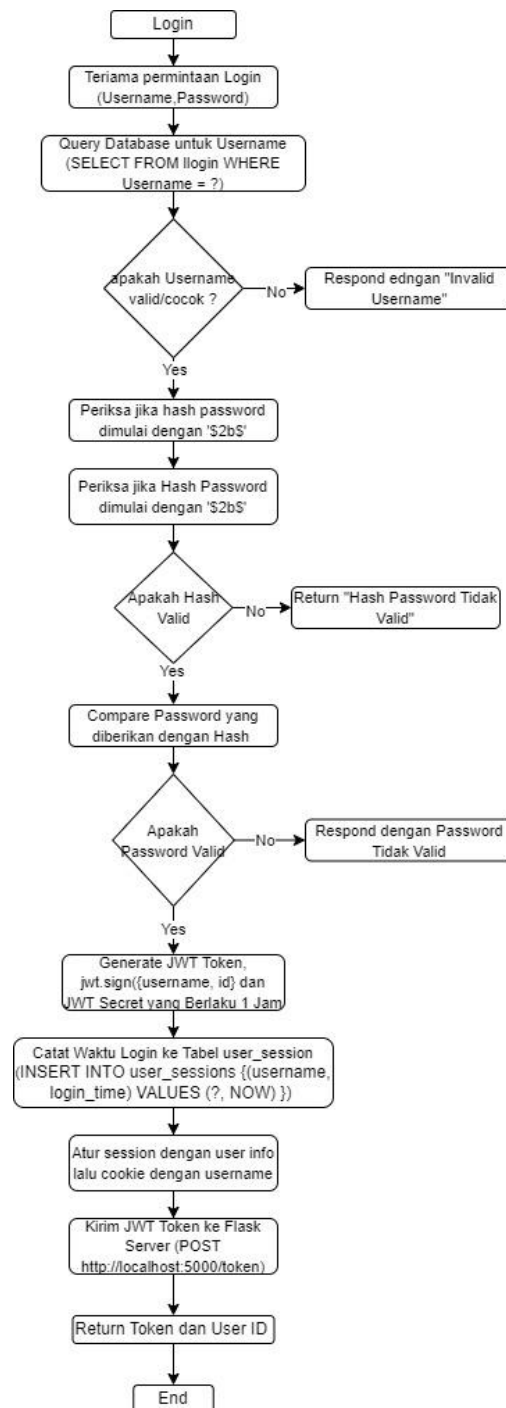 Login
Teriama permintaan Login
(Username,Password)
Query Database untuk Username
(SELECT FROM llogin WHERE
Username = ?)
apakah Username
valid/cocok ?
No
Respond edngan "Invalid
Username"
Yes
Periksa jika hash password
dimulai dengan '$2b$'
Periksa jika Hash Password
dimulai dengan '$2b$'
Apakah Hash
Valid
No
Return "Hash Password Tidak
Valid"
Yes
Compare Password yang
diberikan dengan Hash
Apakah
Password Valid
No
Respond dengan Password
Tidak Valid
Yes
Generate JWT Token,
jwt.sign({username, id} dan
JWT Secret yang Berlaku 1 Jam
Catat Waktu Login ke Tabel user_session
(INSERT INTO user_sessions {(username,
login_time) VALUES (?, NOW) })
Atur session dengan user info
lalu cookie dengan username
Kirim JWT Token ke Flask
Server (POST
http://localhost:5000/token)
Return Token dan User ID
End